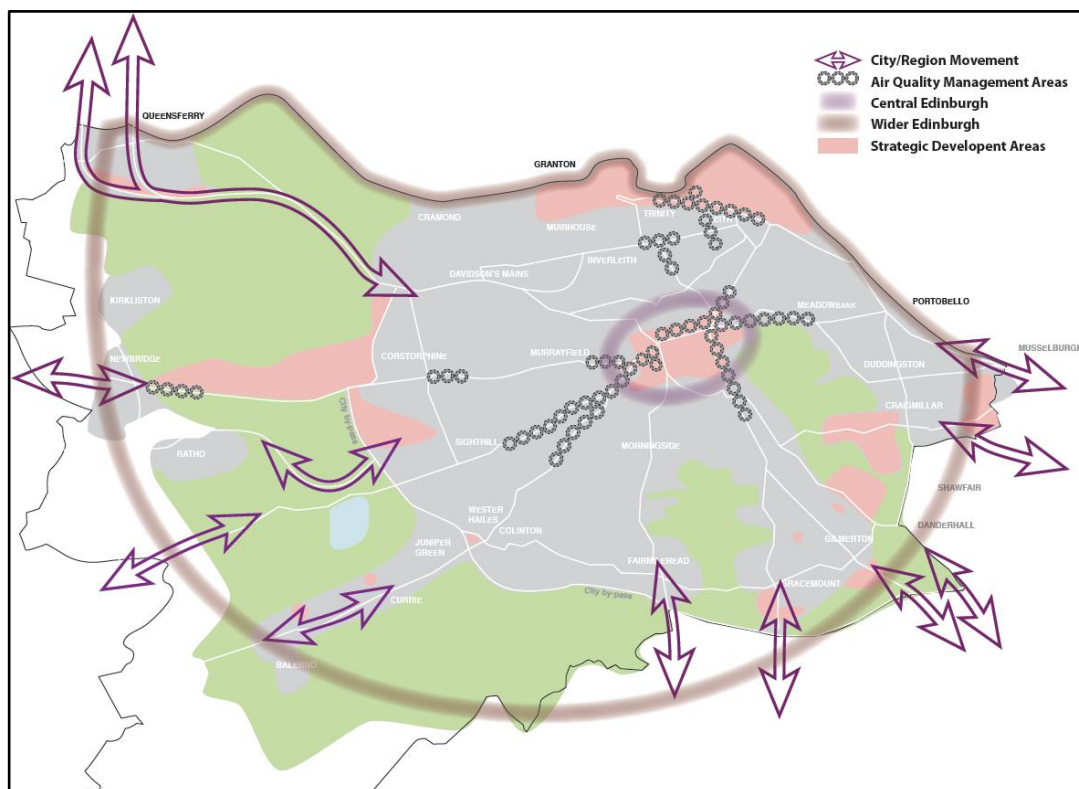 City/Region Movement
Air Quality Management Areas
Central Edinburgh
Wider Edinburgh
Strategic Developent Areas
QUEENSFERRY
GRANTON
CRAMOND
TRINITY
MUIRHOUSE
INVERLEITH
DAVIDSON'S MAINS
KIRKLISTON
MEADOWBANK
PORTOBELLO
NEWBRIDGE
CORSTORPHINE
MURRAYFIELD
MUSSELBURGH
DUDDINGSTON
CRAIGMILLAR
City by-pass
SIGHTHILL
MORNINGSIDE
RATHO
SHAWFAIR
WESTER
HAILES
COLINTON
DANDERHALL
JUNIPER
GREEN
GILMERTON
FAIRMILEHEAD
GRACEMOUNT
City by-pass
CURRIE
BALERNO